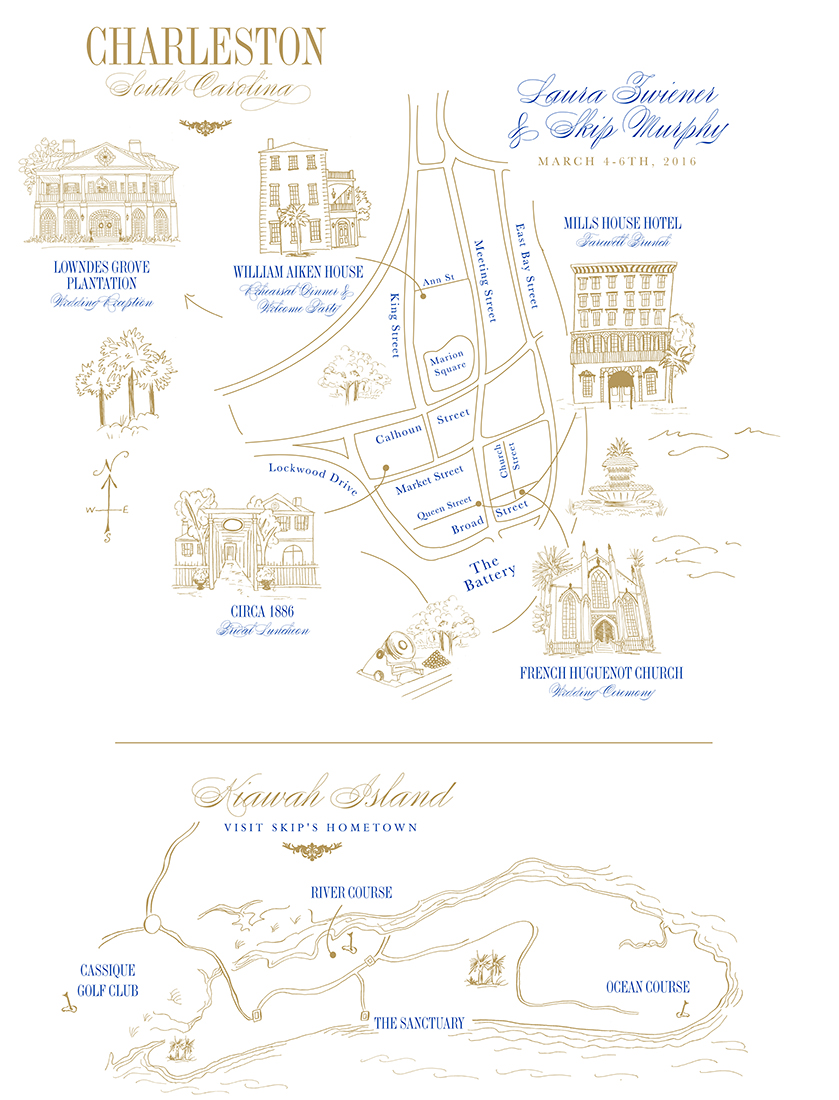 CHARLESTON
South Carolina
Laura Zwiener
& Skip Murphy
MARCH 4-6TH, 2016
LOWNDES GROVE
PLANTATION
Wedding Reception
WILLIAM AIKEN HOUSE
Rehearsal Dinner &
Welcome Party
MILLS HOUSE HOTEL
Farewell Brunch
Ann St
King Street
Meeting Street
East Bay Street
Marion
Square
Calhoun Street
Lockwood Drive
Market Street
Church Street
Queen Street
Broad Street
The
Battery
N
W E
S
CIRCA 1886
Bridal Luncheon
FRENCH HUGUENOT CHURCH
Wedding Ceremony
Kiawah Island
VISIT SKIP'S HOMETOWN
RIVER COURSE
CASSIQUE
GOLF CLUB
OCEAN COURSE
THE SANCTUARY